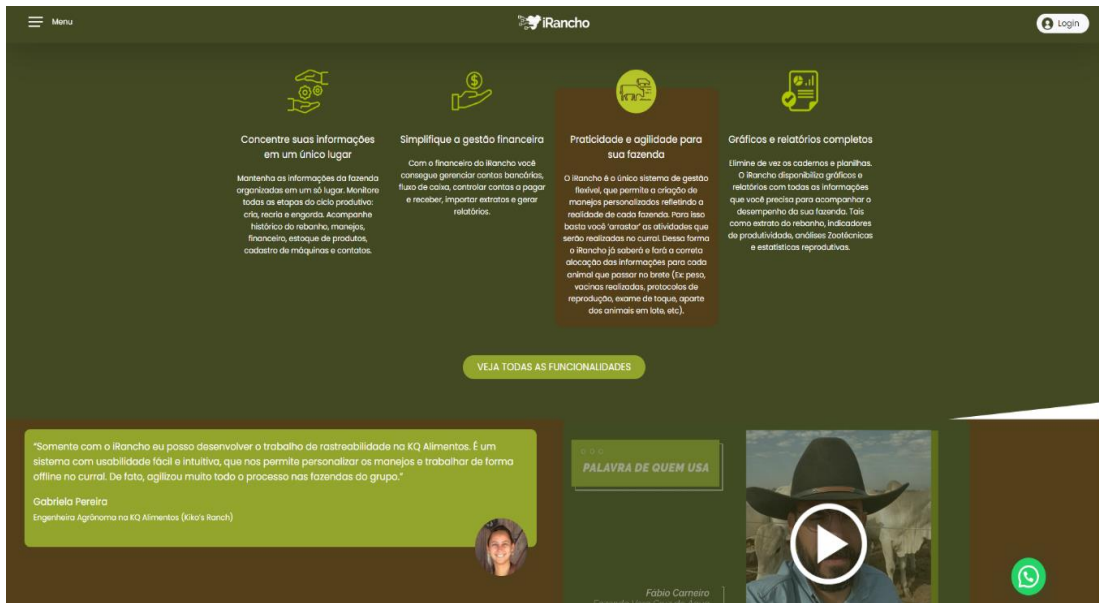 Menu
iRancho
Login
Concentre suas informações
em um único lugar
Mantenha as informações da fazenda
organizadas em um só lugar. Monitore
todas as etapas do ciclo produtivo:
cria, recria e engorda. Acompanhe
histórico do rebanho, manejos,
financeiro, estoque de produtos,
cadastro de máquinas e contatos.
Simplifique a gestão financeira
Com o financeiro do iRancho você
consegue gerenciar contas bancárias,
fluxo de caixa, controlar contas a pagar
e receber, importar extratos e gerar
relatórios.
Praticidade e agilidade para
sua fazenda
O iRancho é o único sistema de gestão
flexível, que permite a criação de
manejos personalizados refletindo a
realidade de cada fazenda. Para isso
basta você 'arrastar' as atividades que
serão realizadas no curral. Dessa forma
o iRancho já saberá e fará a correta
alocação das informações para cada
animal que passar no brete (Ex: peso,
vacinas realizadas, protocolos de
reprodução, exame de toque, aparte
dos animais em lote, etc).
Gráficos e relatórios completos
Elimine de vez os cadernos e planilhas.
O iRancho disponibiliza gráficos e
relatórios com todas as informações
que você precisa para acompanhar o
desempenho da sua fazenda. Tais
como extrato do rebanho, indicadores
de produtividade, análises Zootécnicas
e estatísticas reprodutivas.
VEJA TODAS AS FUNCIONALIDADES
“Somente com o iRancho eu posso desenvolver o trabalho de rastreabilidade na KQ Alimentos. É um
sistema com usabilidade fácil e intuitiva, que nos permite personalizar os manejos e trabalhar de forma
offline no curral. De fato, agilizou muito todo o processo nas fazendas do grupo.”
Gabriela Pereira
Engenheira Agrônoma na KQ Alimentos (Kiko's Ranch)
PALAVRA DE QUEM USA
Fabio Carneiro